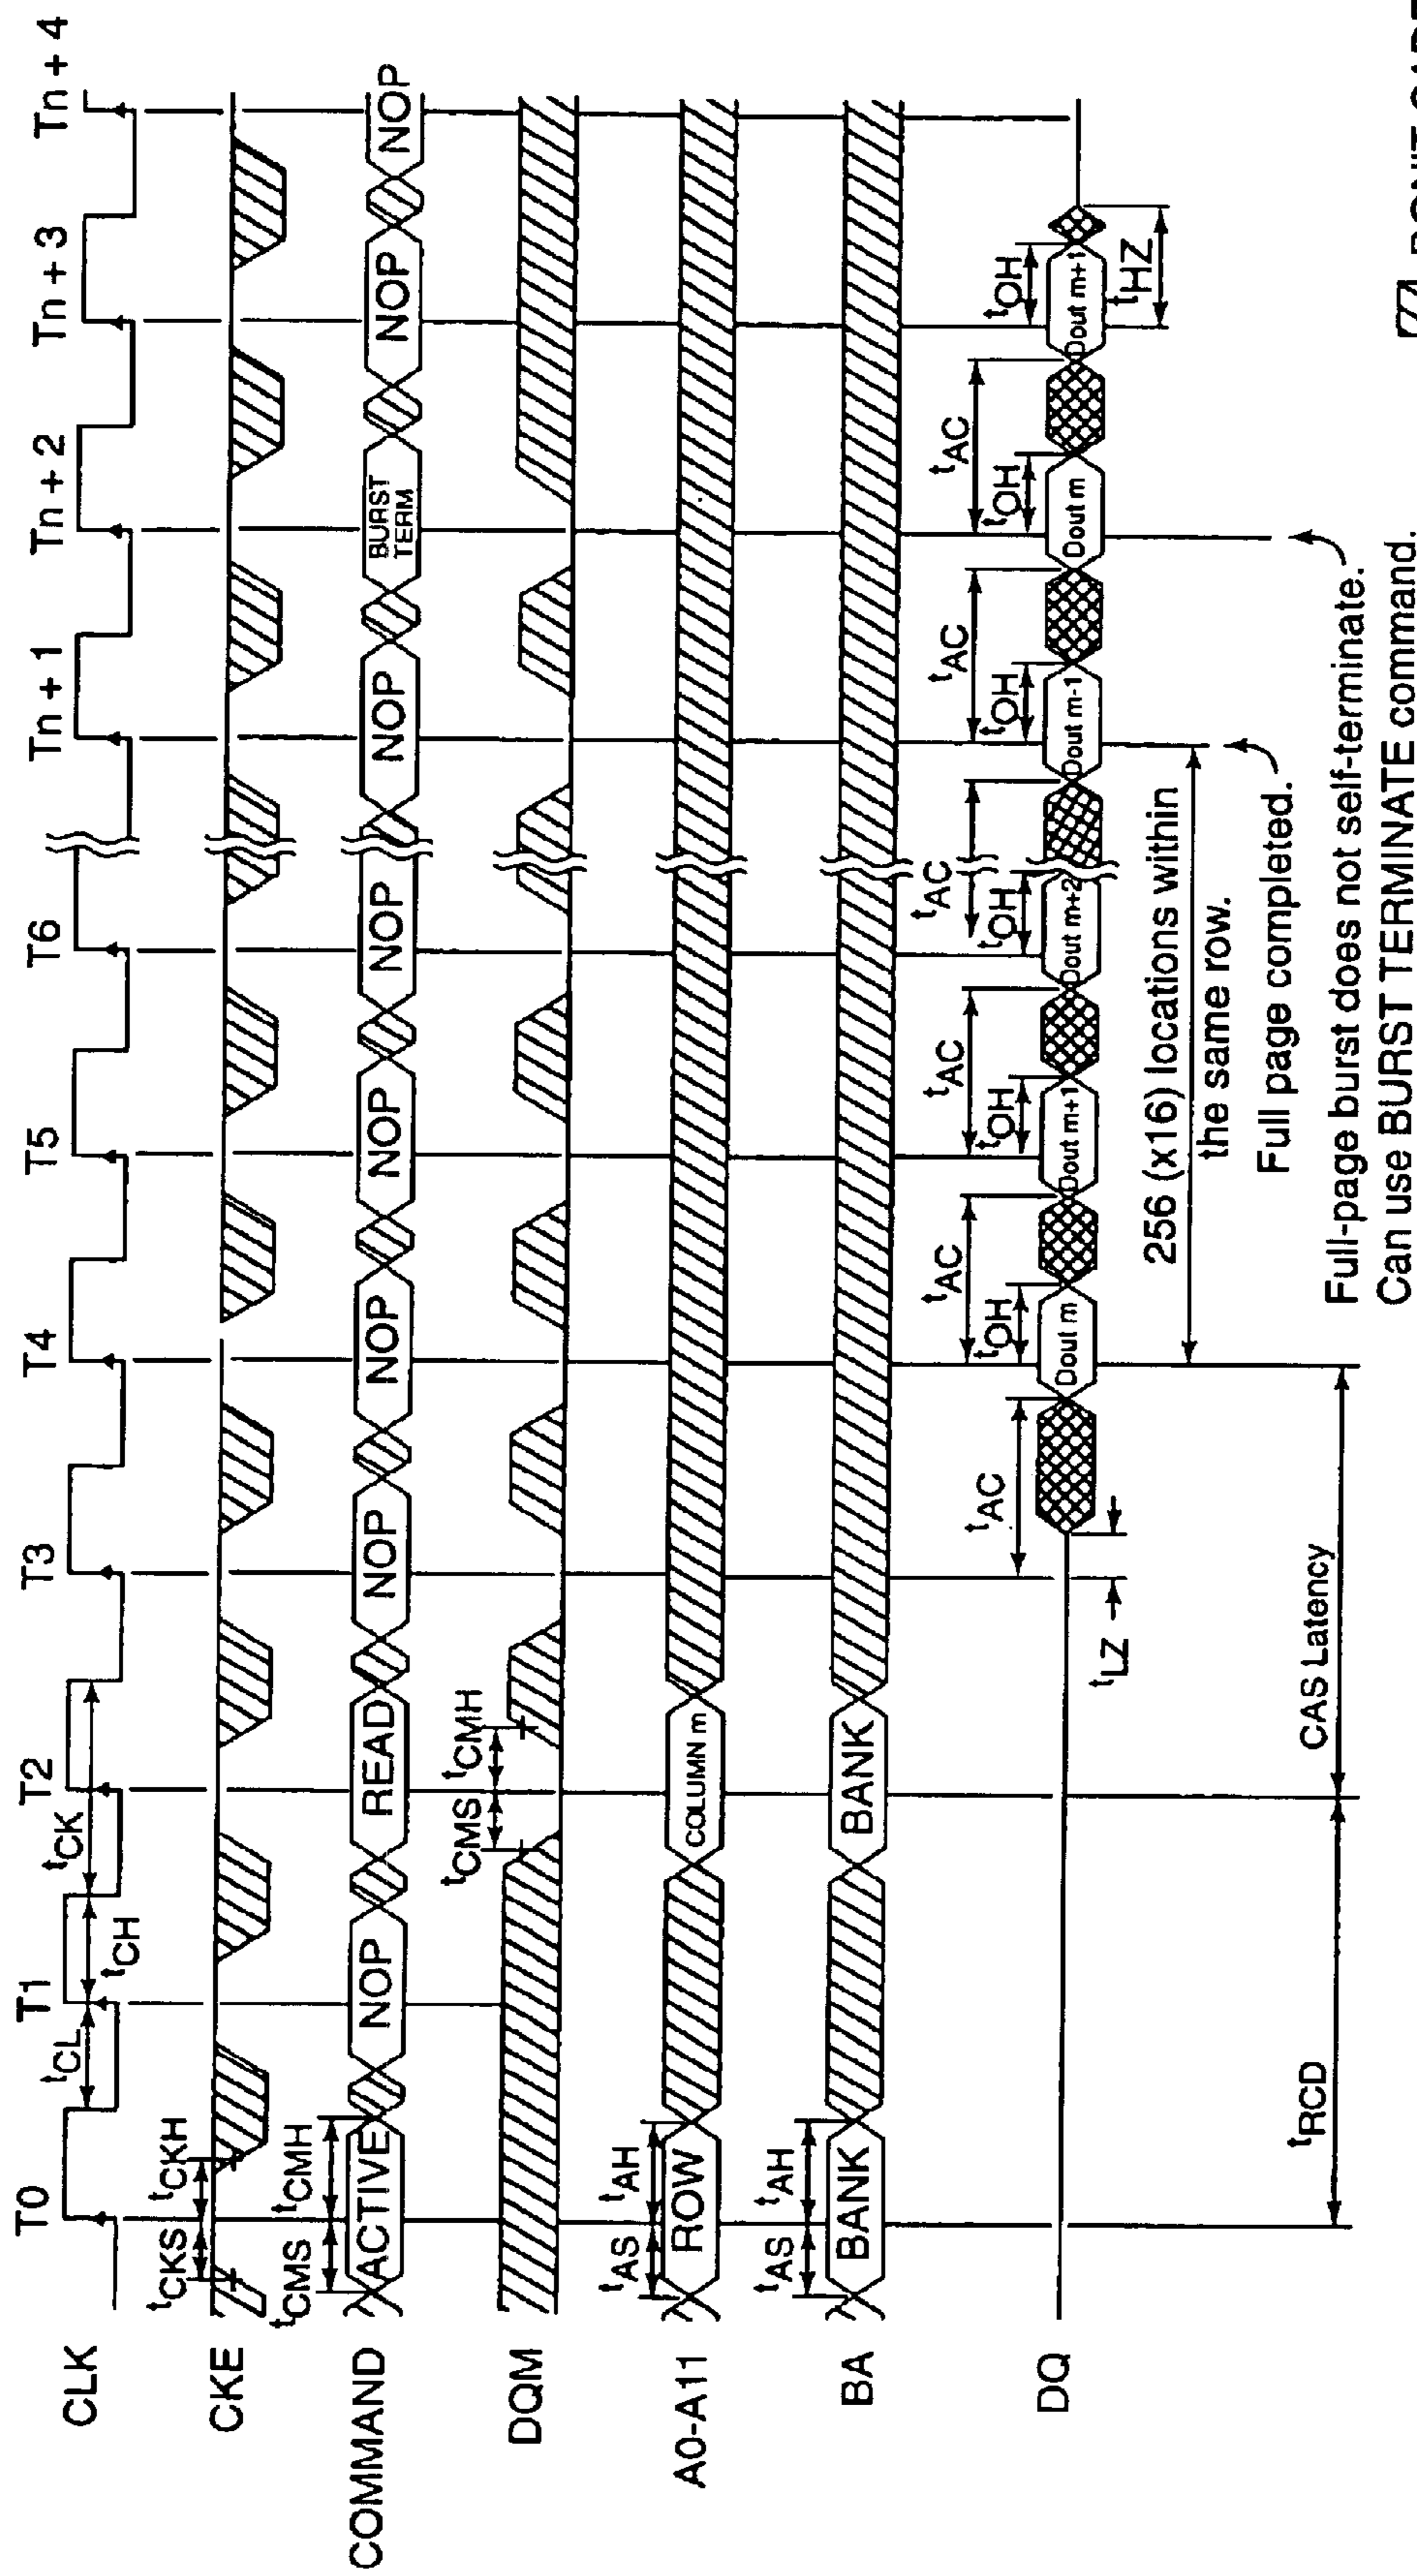 T0 T1 T2 T3 T4 T5 T6 Tn + 1 Tn + 2 Tn + 3 Tn + 4
CLK
tCL tCH tCK
tCKS tCKH
CKE
tCMS tCMH
COMMAND ACTIVE NOP READ NOP NOP NOP NOP NOP BURST TERM NOP NOP
tCMS tCMH
DQM
tAS tAH
A0-A11 ROW COLUMN m
tAS tAH
BA BANK BANK
tAC tAC tAC tAC tAC tAC
tOH tOH tOH tOH tOH tOH
DQ Dout m Dout m+1 Dout m+2 Dout m-1 Dout m Dout m+1
tLZ tHZ
256 (x16) locations within
the same row.
Full page completed.
tRCD CAS Latency
Full-page burst does not self-terminate.
Can use BURST TERMINATE command.